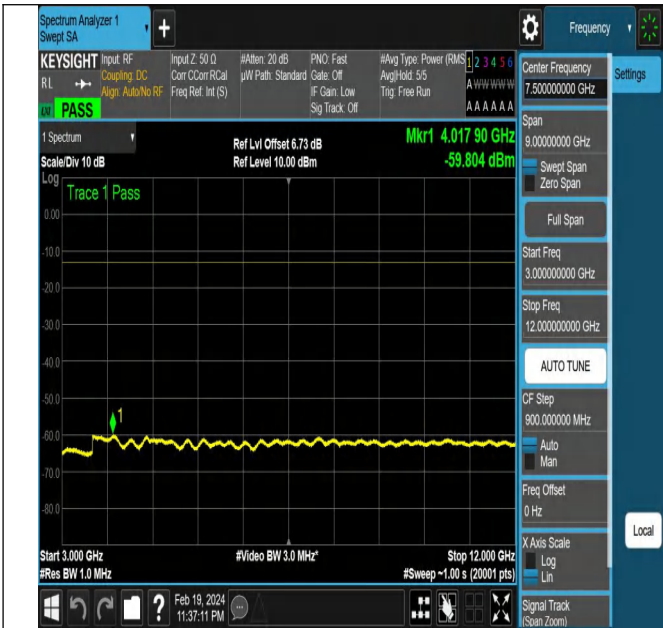 Spectrum Analyzer 1
Swept SA
+
Frequency
KEYSIGHT
RL
PASS
Input: RF
Coupling: DC
Align: Auto/No RF
Input Z: 50 Ω
Corr CCorr RCal
Freq Ref: Int (S)
#Atten: 20 dB
µW Path: Standard
PNO: Fast
Gate: Off
IF Gain: Low
Sig Track: Off
#Avg Type: Power (RMS
Avg|Hold: 5/5
Trig: Free Run
1 2 3 4 5 6
A W W W W W
A A A A A A
1 Spectrum
Scale/Div 10 dB
Log
Ref Lvl Offset 6.73 dB
Ref Level 10.00 dBm
Mkr1 4.017 90 GHz
-59.804 dBm
Trace 1 Pass
0.00
-10.0
-20.0
-30.0
-40.0
-50.0
-60.0
-70.0
-80.0
1
Start 3.000 GHz
#Res BW 1.0 MHz
#Video BW 3.0 MHz*
Stop 12.000 GHz
#Sweep ~1.00 s (20001 pts)
?
Feb 19, 2024
11:37:11 PM
Center Frequency
7.500000000 GHz
Settings
Span
9.00000000 GHz
Swept Span
Zero Span
Full Span
Start Freq
3.000000000 GHz
Stop Freq
12.000000000 GHz
AUTO TUNE
CF Step
900.000000 MHz
Auto
Man
Freq Offset
0 Hz
X Axis Scale
Log
Lin
Local
Signal Track
(Span Zoom)